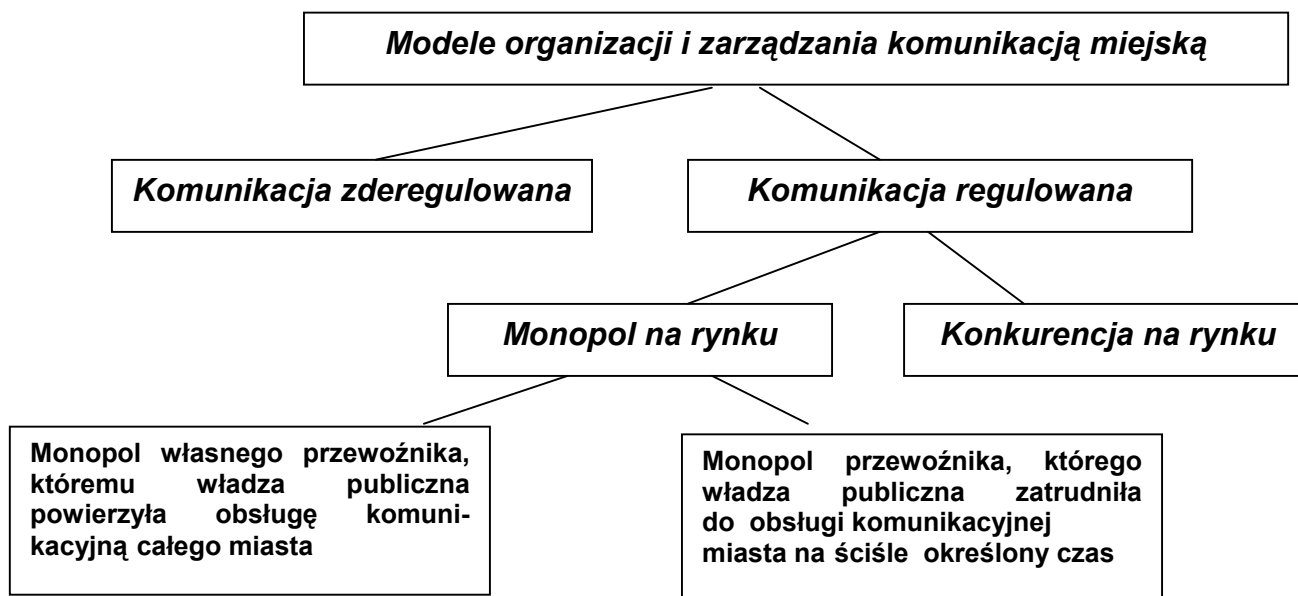 Modele organizacji i zarządzania komunikacją miejską
Komunikacja zderegulowana
Komunikacja regulowana
Monopol na rynku
Konkurencja na rynku
Monopol własnego przewoźnika,
któremu władza publiczna
powierzyła obsługę komuni-
kacyjną całego miasta
Monopol przewoźnika, którego
władza publiczna zatrudniła
do obsługi komunikacyjnej
miasta na ściśle określony czas